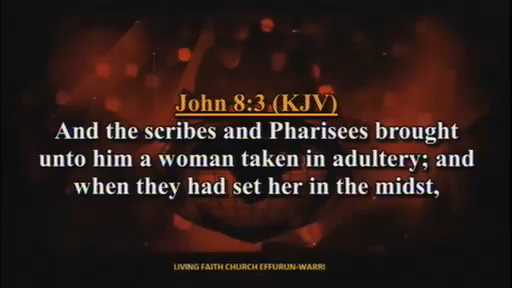 John 8:3 (KJV)
And the scribes and Pharisees brought
unto him a woman taken in adultery; and
when they had set her in the midst,
LIVING FAITH CHURCH EFFURUN-WARRI